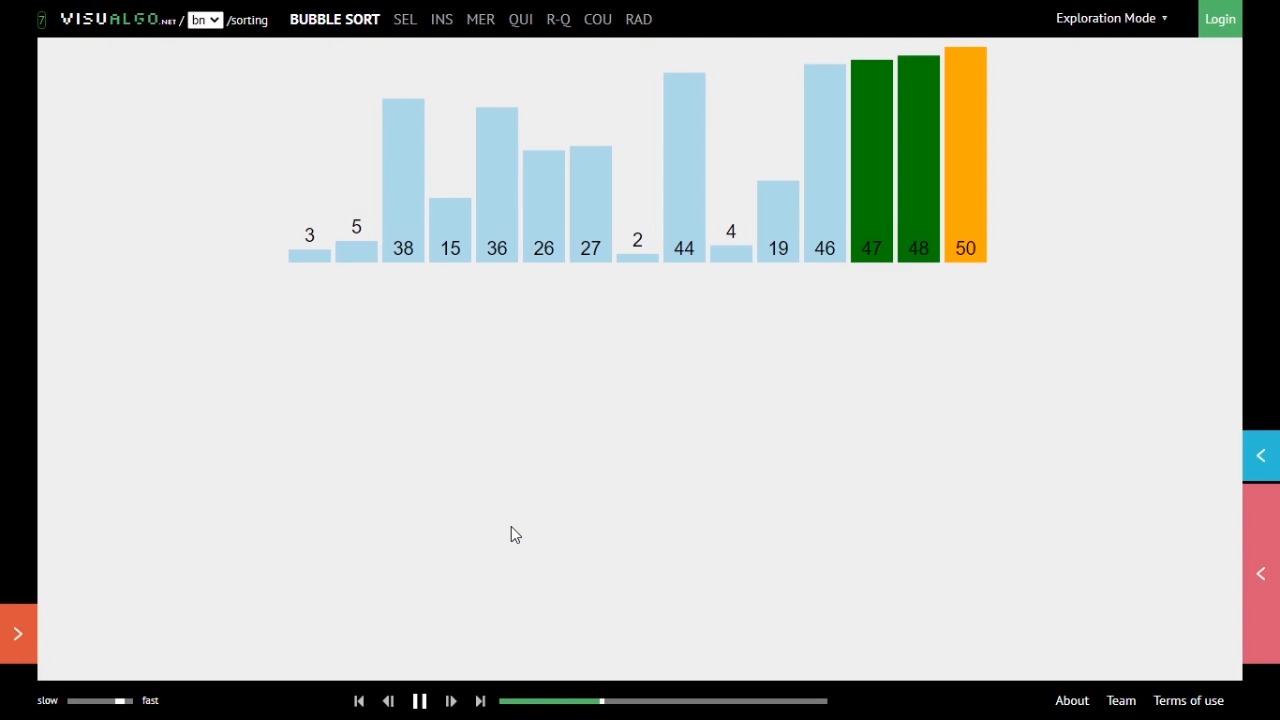 7 VISUALGO.NET / bn /sorting BUBBLE SORT SEL INS MER QUI R-Q COU RAD Exploration Mode ▼ Login
3 5 38 15 36 26 27 2 44 4 19 46 47 48 50
slow fast About Team Terms of use